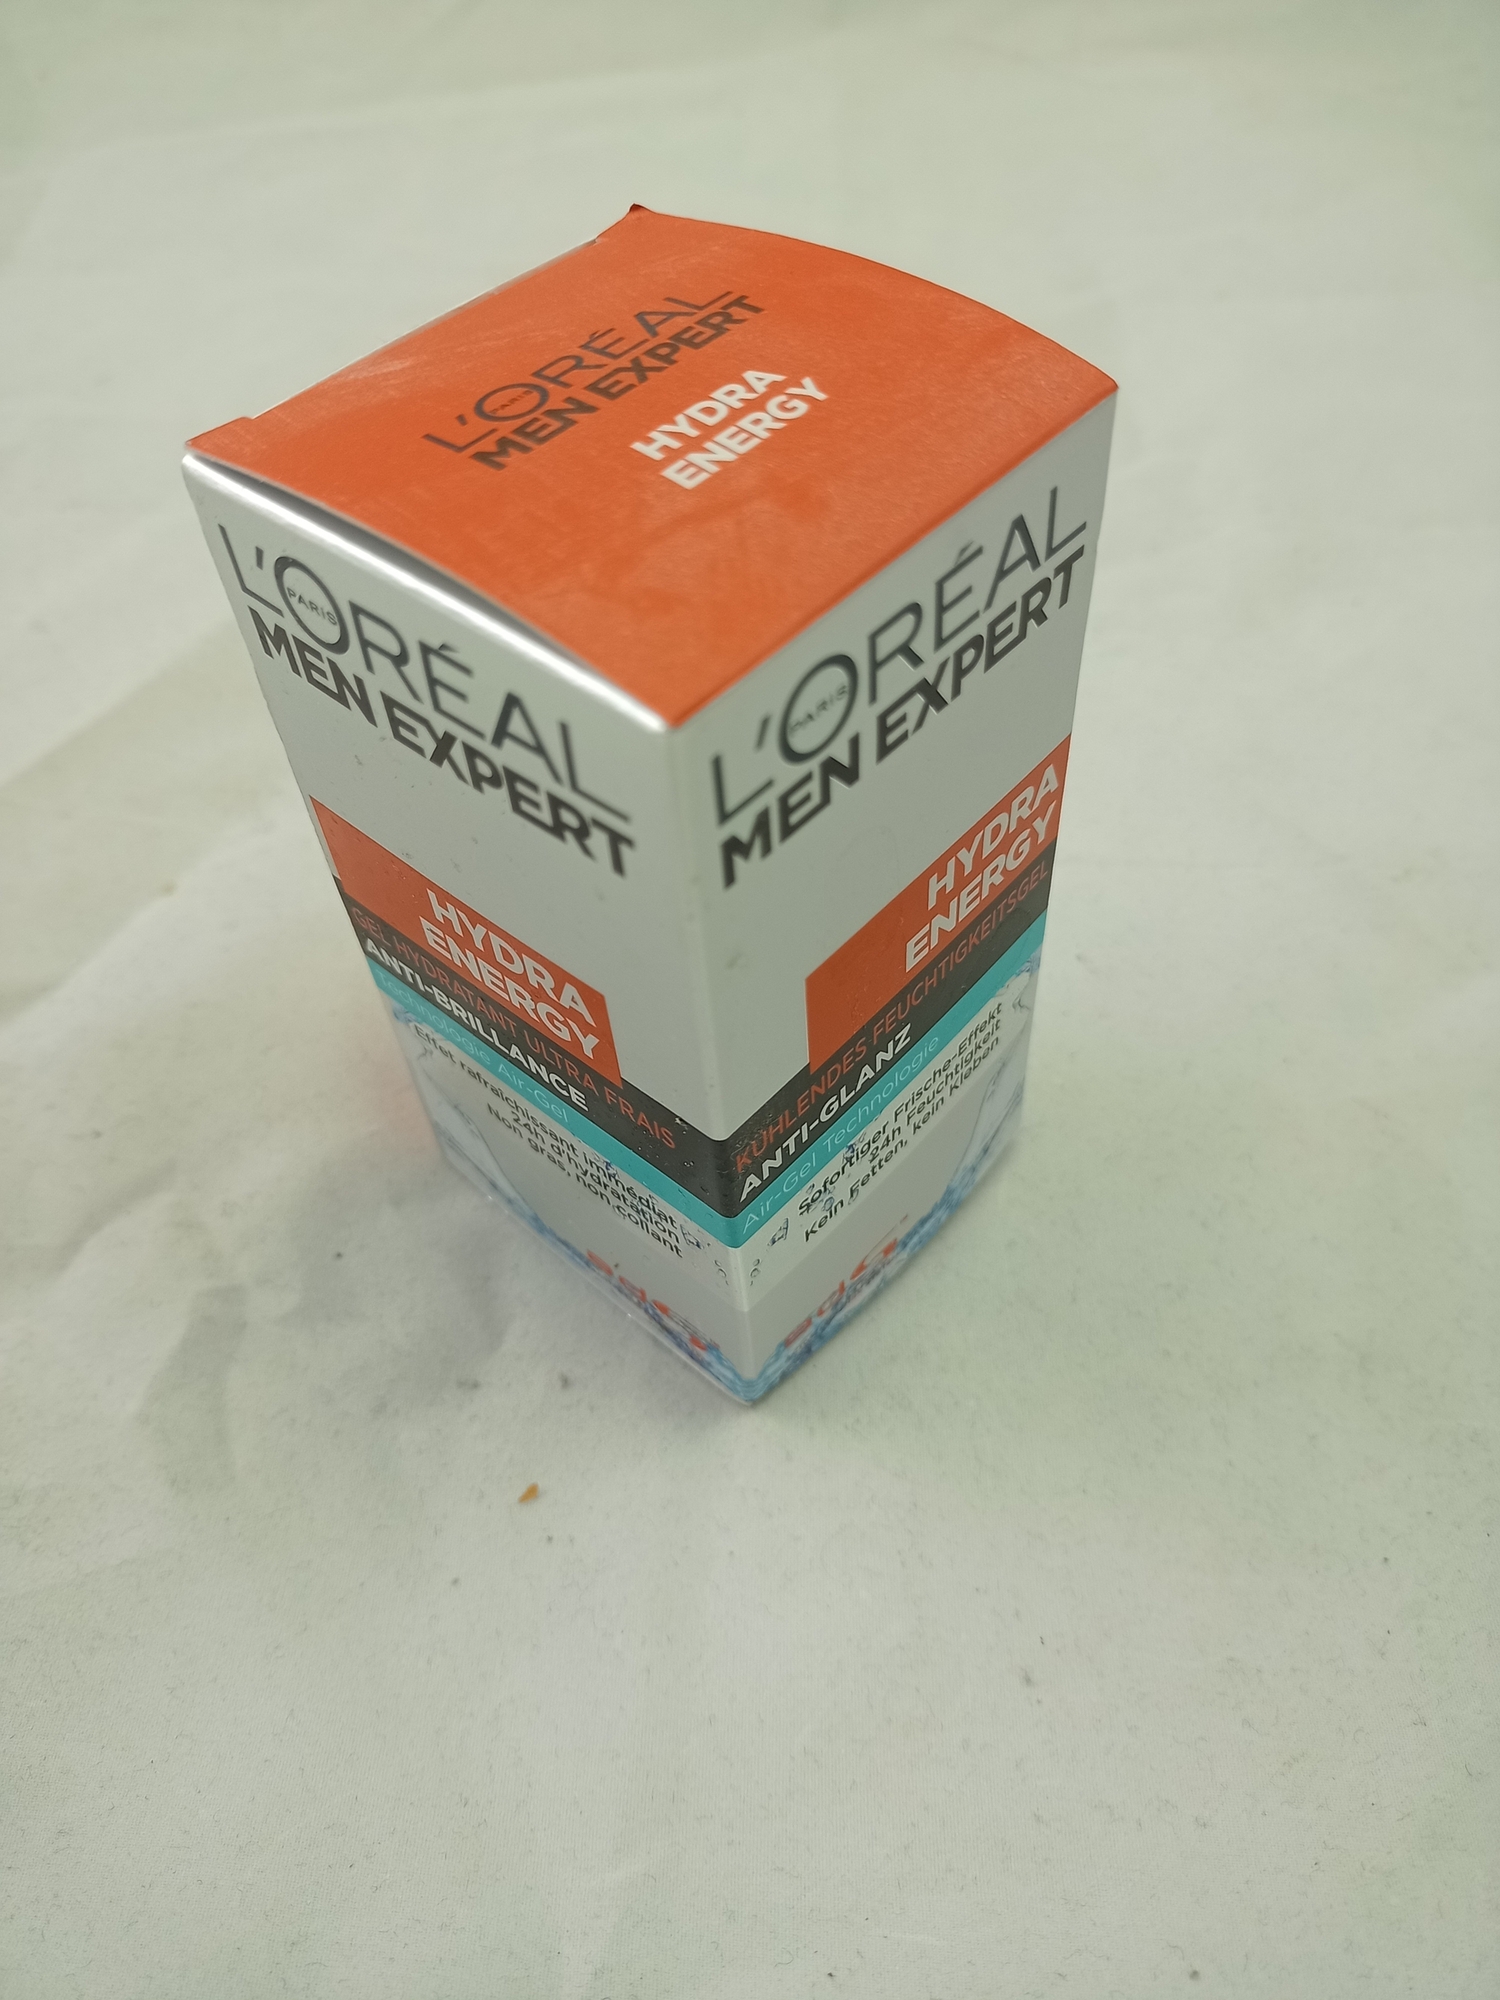 L'ORÉAL
PARIS
MEN EXPERT
HYDRA
ENERGY
L'ORÉAL
PARIS
MEN EXPERT
HYDRA
ENERGY
GEL HYDRATANT ULTRA FRAIS
ANTI-BRILLANCE
Technologie Air-Gel
Effet rafraîchissant immédiat
24h d'hydratation
Non gras, non collant
L'ORÉAL
PARIS
MEN EXPERT
HYDRA
ENERGY
KÜHLENDES FEUCHTIGKEITSGEL
ANTI-GLANZ
Air-Gel Technologie
Sofortiger Frische-Effekt
24h Feuchtigkeit
Kein Fetten, kein Kleben